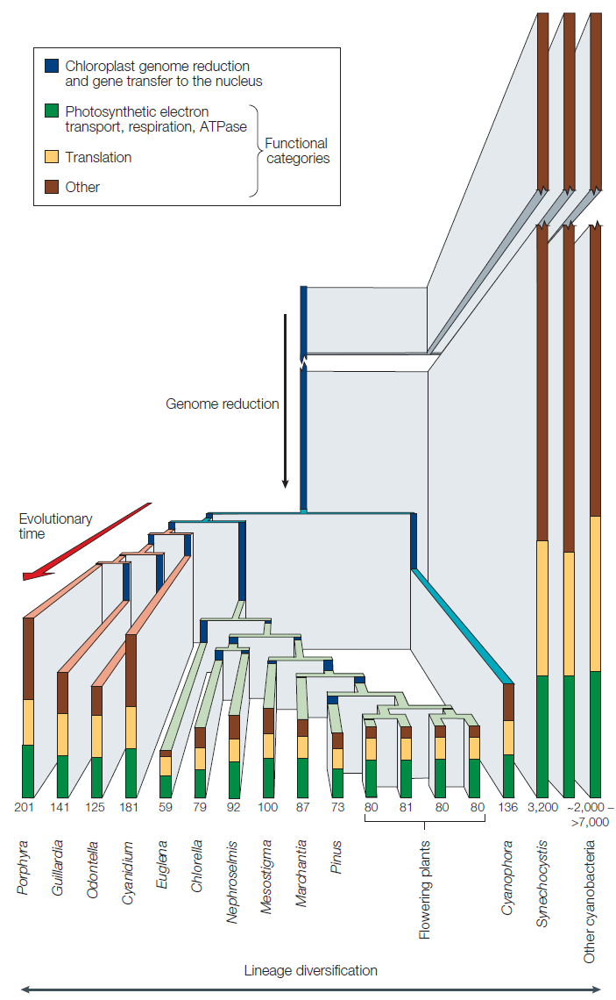 Chloroplast genome reduction
and gene transfer to the nucleus
Photosynthetic electron
transport, respiration, ATPase
Translation
Other
Functional
categories
Genome reduction
Evolutionary
time
201
141
125
181
59
79
92
100
87
73
80
81
80
80
136
3,200
~2,000 –
>7,000
Porphyra
Guillardia
Odontella
Cyanidium
Euglena
Chlorella
Nephroselmis
Mesostigma
Marchantia
Pinus
Flowering plants
Cyanophora
Synechocystis
Other cyanobacteria
Lineage diversification